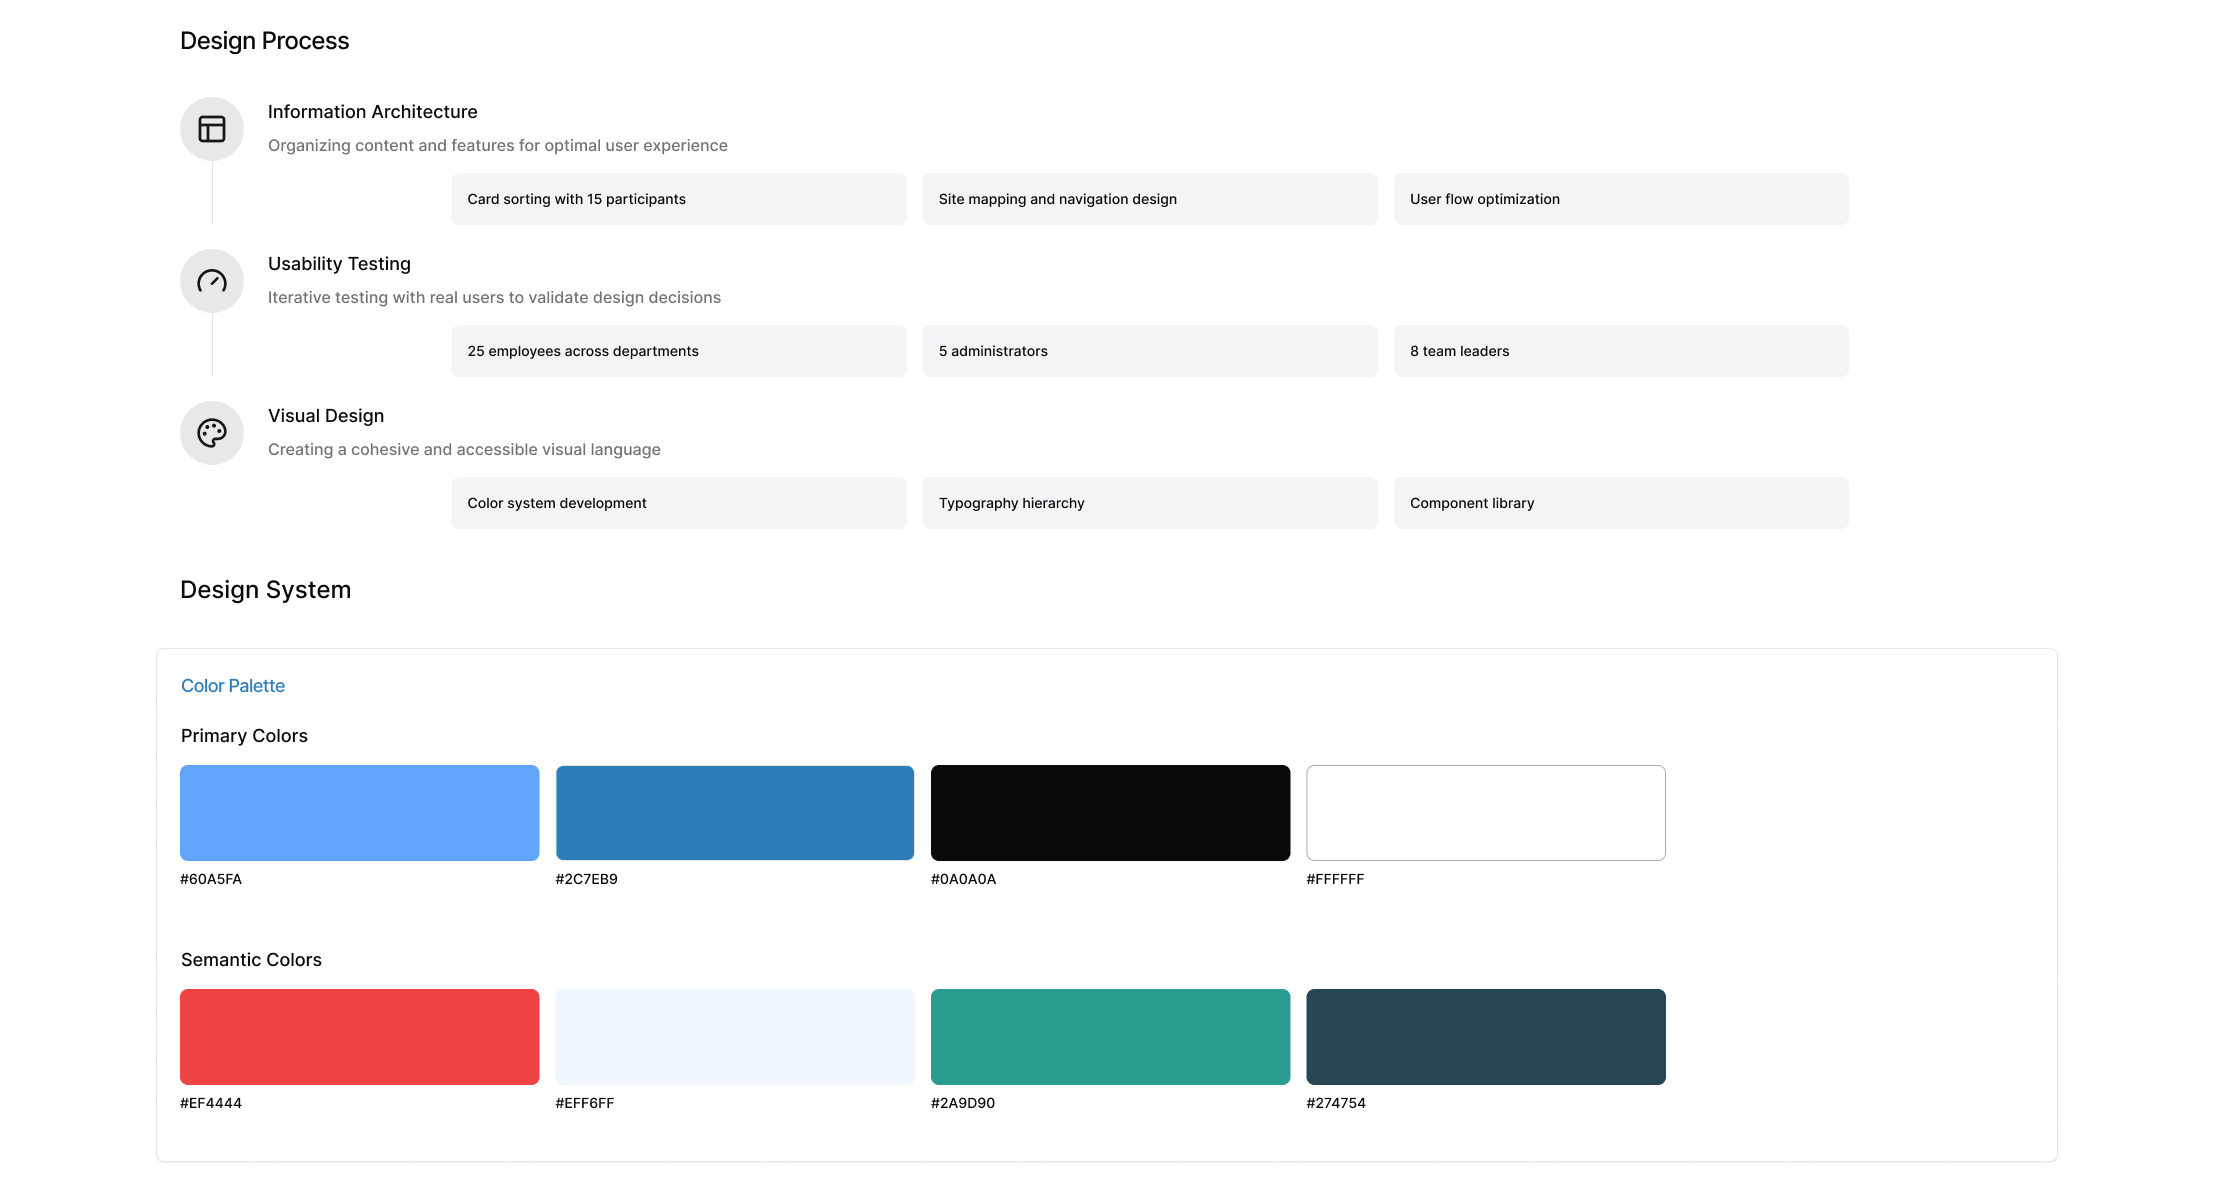 Design Process
Information Architecture
Organizing content and features for optimal user experience
Card sorting with 15 participants
Site mapping and navigation design
User flow optimization
Usability Testing
Iterative testing with real users to validate design decisions
25 employees across departments
5 administrators
8 team leaders
Visual Design
Creating a cohesive and accessible visual language
Color system development
Typography hierarchy
Component library
Design System
Color Palette
Primary Colors
#60A5FA
#2C7EB9
#0A0A0A
#FFFFFF
Semantic Colors
#EF4444
#EFF6FF
#2A9D90
#274754